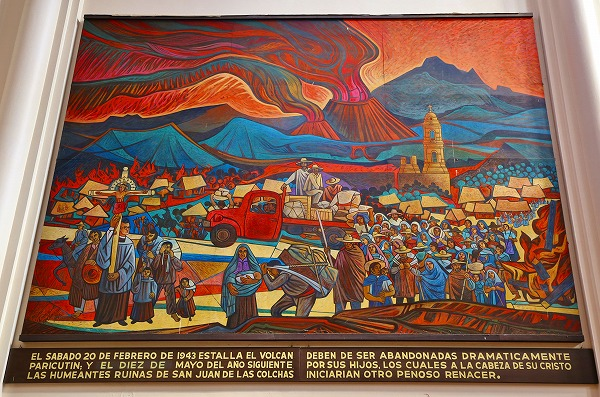 EL SABADO 20 DE FEBRERO DE 1943 ESTALLA EL VOLCAN
PARICUTIN; Y EL DIEZ DE MAYO DEL AÑO SIGUIENTE
LAS HUMEANTES RUINAS DE SAN JUAN DE LAS COLCHAS
DEBEN DE SER ABANDONADAS DRAMATICAMENTE
POR SUS HIJOS, LOS CUALES A LA CABEZA DE SU CRISTO
INICIARIAN OTRO PENOSO RENACER.